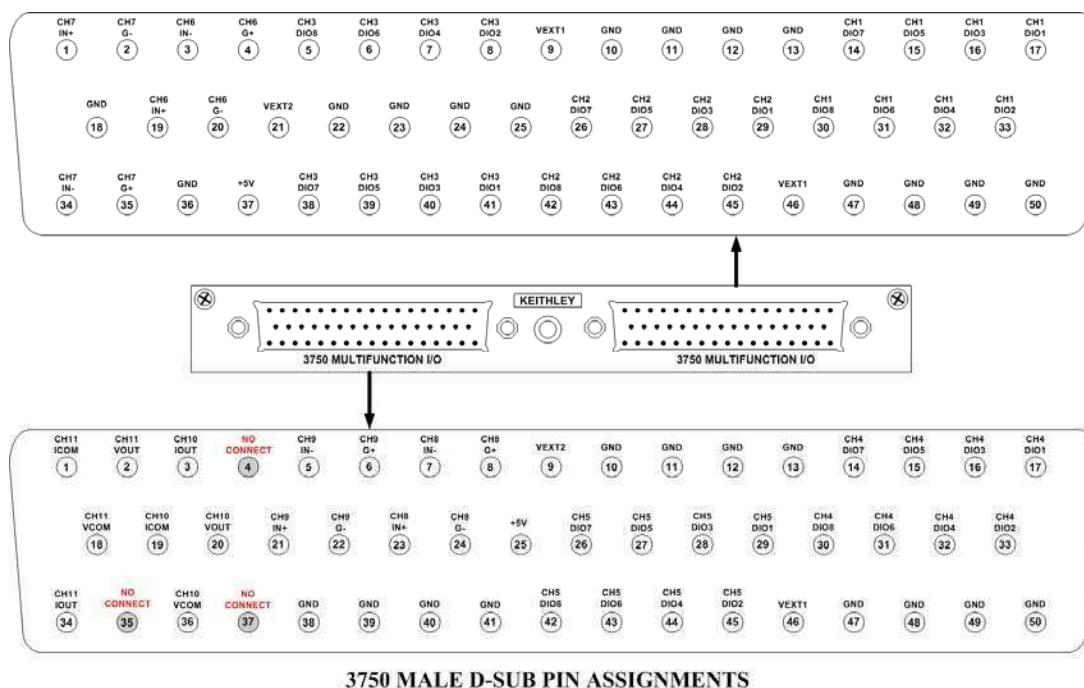 CH7 CH7 CH6 CH6 CH3 CH3 CH3 CH3 VEXT1 GND GND GND GND CH1 CH1 CH1 CH1
IN+ G- IN- G+ DIO8 DIO6 DIO4 DIO2 DIO7 DIO5 DIO3 DIO1
1 2 3 4 5 6 7 8 9 10 11 12 13 14 15 16 17
GND CH6 CH6 VEXT2 GND GND GND GND CH2 CH2 CH2 CH2 CH1 CH1 CH1 CH1
IN+ G- DIO7 DIO5 DIO3 DIO1 DIO8 DIO6 DIO4 DIO2
18 19 20 21 22 23 24 25 26 27 28 29 30 31 32 33
CH7 CH7 GND +5V CH3 CH3 CH3 CH3 CH2 CH2 CH2 CH2 VEXT1 GND GND GND GND
IN- G+ DIO7 DIO5 DIO3 DIO1 DIO8 DIO6 DIO4 DIO2
34 35 36 37 38 39 40 41 42 43 44 45 46 47 48 49 50
KEITHLEY
3750 MULTIFUNCTION I/O 3750 MULTIFUNCTION I/O
CH11 CH11 CH10 NO CH9 CH9 CH8 CH8 VEXT2 GND GND GND GND CH4 CH4 CH4 CH4
ICOM VOUT IOUT CONNECT IN- G+ IN- G+ DIO7 DIO5 DIO3 DIO1
1 2 3 4 5 6 7 8 9 10 11 12 13 14 15 16 17
CH11 CH10 CH10 CH9 CH9 CH8 CH8 +5V CH5 CH5 CH5 CH5 CH4 CH4 CH4 CH4
VCOM ICOM VOUT IN+ G- IN+ G- DIO7 DIO5 DIO3 DIO1 DIO8 DIO6 DIO4 DIO2
18 19 20 21 22 23 24 25 26 27 28 29 30 31 32 33
CH11 NO CH10 NO GND GND GND GND CH5 CH5 CH5 CH5 VEXT1 GND GND GND GND
IOUT CONNECT VCOM CONNECT DIO8 DIO6 DIO4 DIO2
34 35 36 37 38 39 40 41 42 43 44 45 46 47 48 49 50
3750 MALE D-SUB PIN ASSIGNMENTS